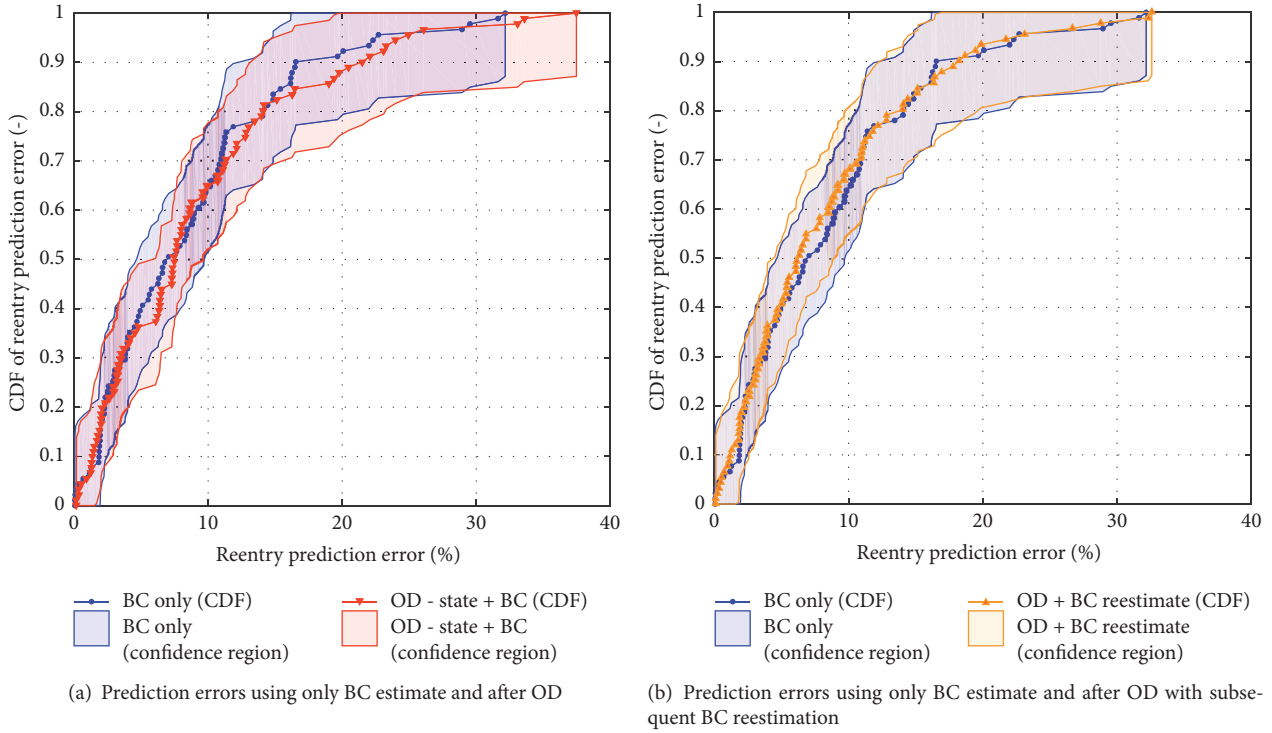 CDF of reentry prediction error (-)
1
0.9
0.8
0.7
0.6
0.5
0.4
0.3
0.2
0.1
0
0 10 20 30 40
Reentry prediction error (%)
BC only (CDF)
BC only
(confidence region)
OD - state + BC (CDF)
OD - state + BC
(confidence region)
(a) Prediction errors using only BC estimate and after OD
CDF of reentry prediction error (-)
1
0.9
0.8
0.7
0.6
0.5
0.4
0.3
0.2
0.1
0
0 10 20 30 40
Reentry prediction error (%)
BC only (CDF)
BC only
(confidence region)
OD + BC reestimate (CDF)
OD + BC reestimate
(confidence region)
(b) Prediction errors using only BC estimate and after OD with subse-
quent BC reestimation